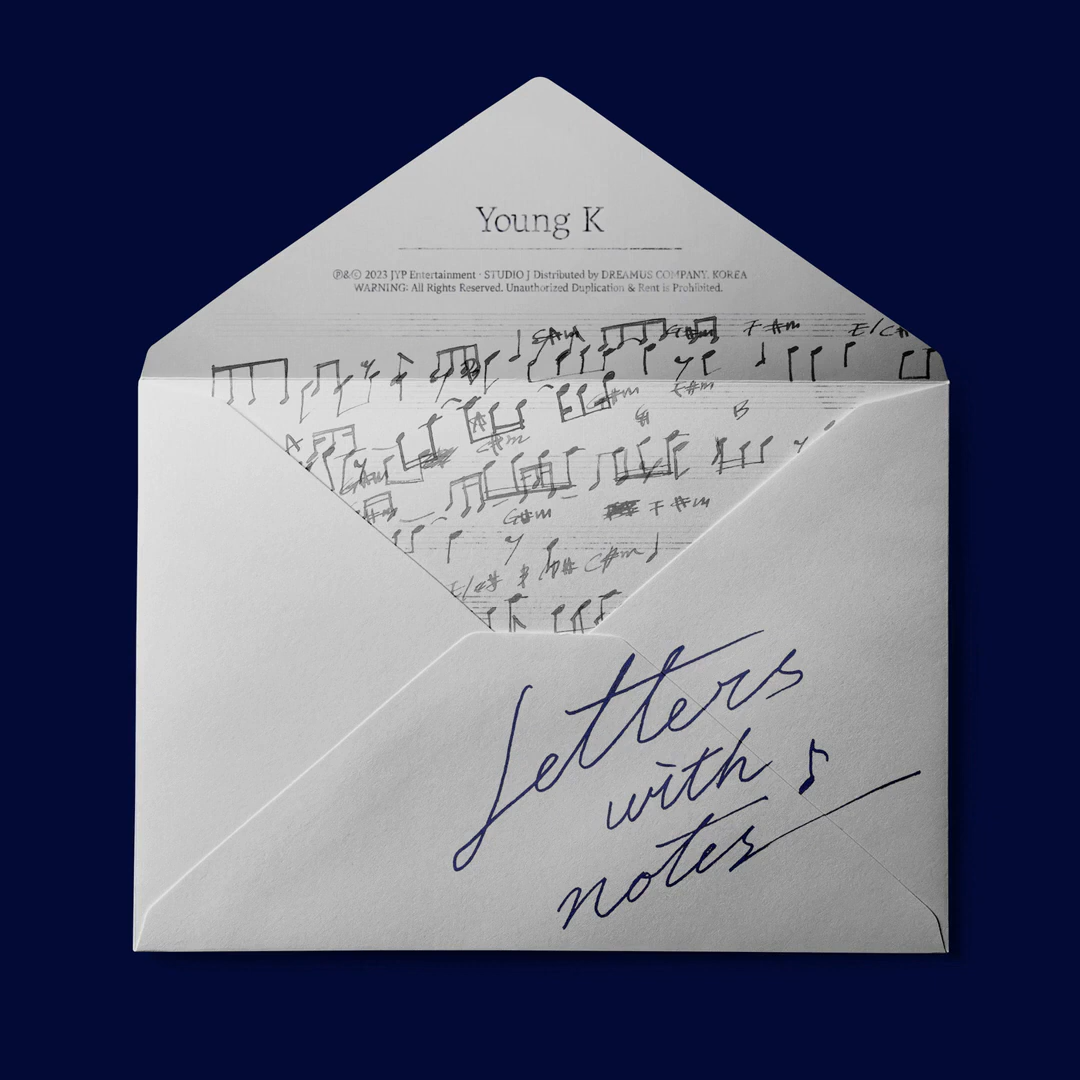 Young K
℗&© 2023 JYP Entertainment · STUDIO J Distributed by DREAMUS COMPANY. KOREA
WARNING: All Rights Reserved. Unauthorized Duplication & Rent is Prohibited.
G#m F#m E/C#
G#m F#m
A G B
C#m
G#m
G#m F#m
C#m
Letters
with
notes